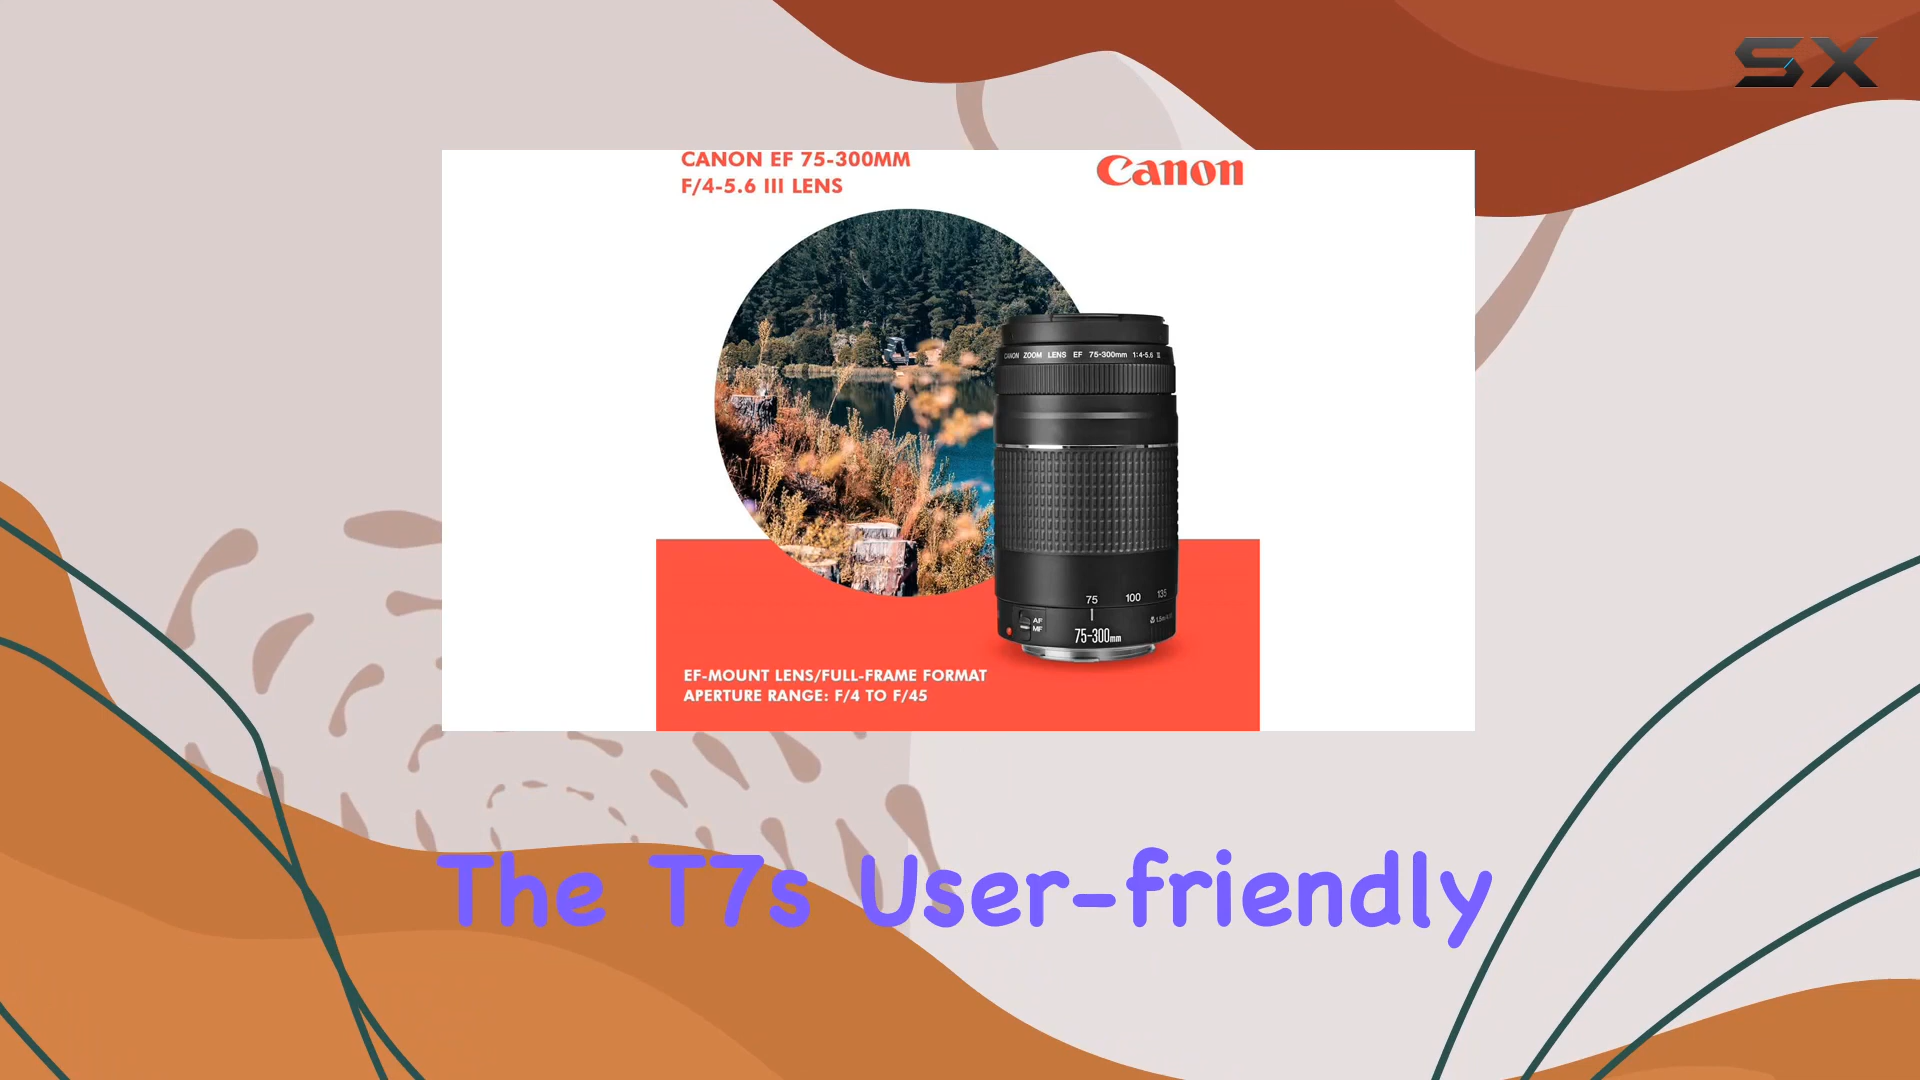 SX
CANON EF 75-300MM
F/4-5.6 III LENS
Canon
CANON ZOOM LENS EF 75-300mm 1:4-5.6
75 100 135
AF
MF
75-300mm
EF-MOUNT LENS/FULL-FRAME FORMAT
APERTURE RANGE: F/4 TO F/45
The T7s User-friendly